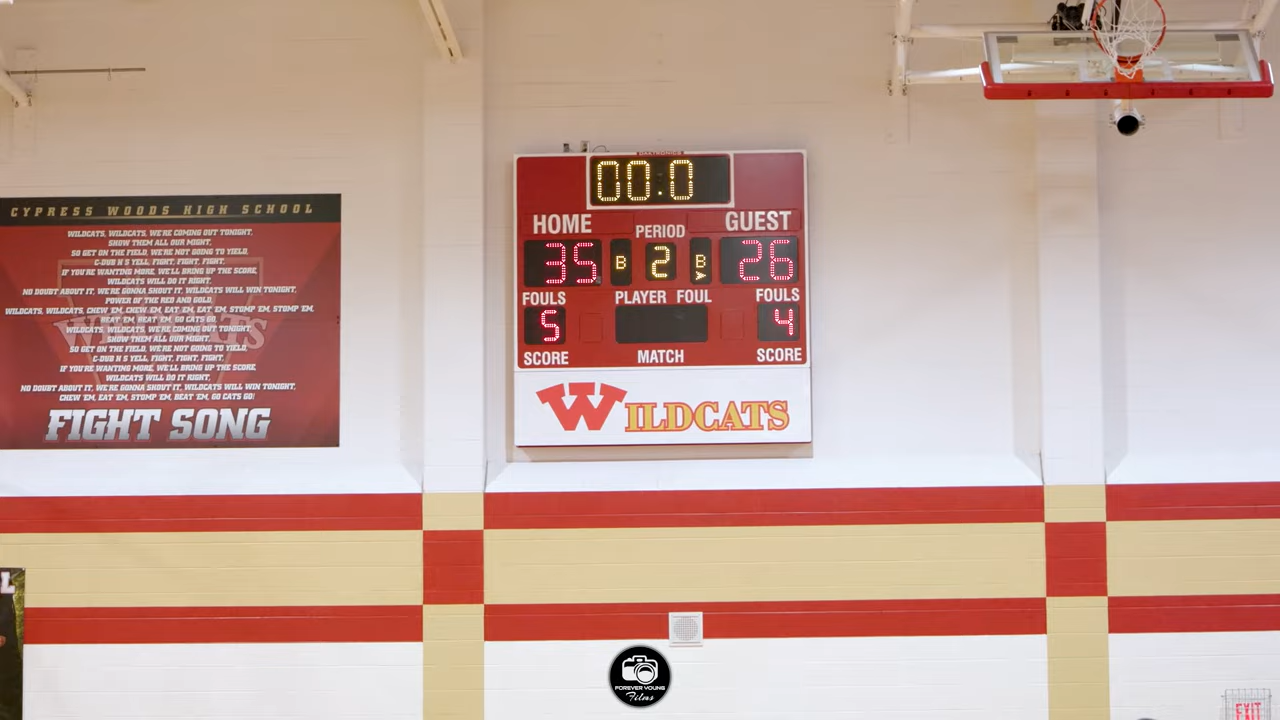 CYPRESS WOODS HIGH SCHOOL
WILDCATS, WILDCATS, WE'RE COMING OUT TONIGHT,
SHOW THEM ALL OUR MIGHT,
SO GET ON THE FIELD, WE'RE NOT GOING TO YIELD,
C-DUB H S YELL, FIGHT, FIGHT, FIGHT,
IF YOU'RE WANTING MORE, WE'LL BRING UP THE SCORE,
WILDCATS WILL DO IT RIGHT,
NO DOUBT ABOUT IT, WE'RE GONNA SHOUT IT, WILDCATS WILL WIN TONIGHT,
POWER OF THE RED AND GOLD,
WILDCATS, WILDCATS, CHEW 'EM, CHEW 'EM, EAT 'EM, EAT 'EM, STOMP 'EM, STOMP 'EM,
BEAT 'EM, BEAT 'EM, GO CATS GO,
WILDCATS, WILDCATS, WE'RE COMING OUT TONIGHT
SHOW THEM ALL OUR MIGHT,
SO GET ON THE FIELD, WE'RE NOT GOING TO YIELD,
C-DUB H S YELL, FIGHT, FIGHT, FIGHT,
IF YOU'RE WANTING MORE, WE'LL BRING UP THE SCORE
WILDCATS WILL DO IT RIGHT,
NO DOUBT ABOUT IT, WE'RE GONNA SHOUT IT, WILDCATS WILL WIN TONIGHT,
CHEW 'EM, EAT 'EM, STOMP 'EM, BEAT 'EM, GO CATS GO!
FIGHT SONG
00.0
HOME PERIOD GUEST
35 B 2 B 26
FOULS PLAYER FOUL FOULS
5 4
SCORE MATCH SCORE
WILDCATS
L
FOREVER YOUNG
Films
EXIT